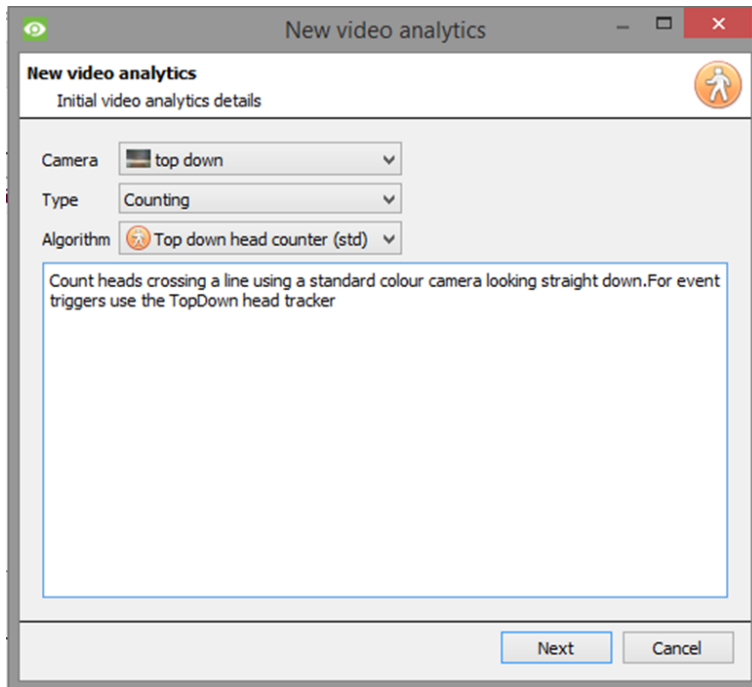 New video analytics
New video analytics
Initial video analytics details
Camera top down
Type Counting
Algorithm Top down head counter (std)
Count heads crossing a line using a standard colour camera looking straight down.For event
triggers use the TopDown head tracker
Next Cancel